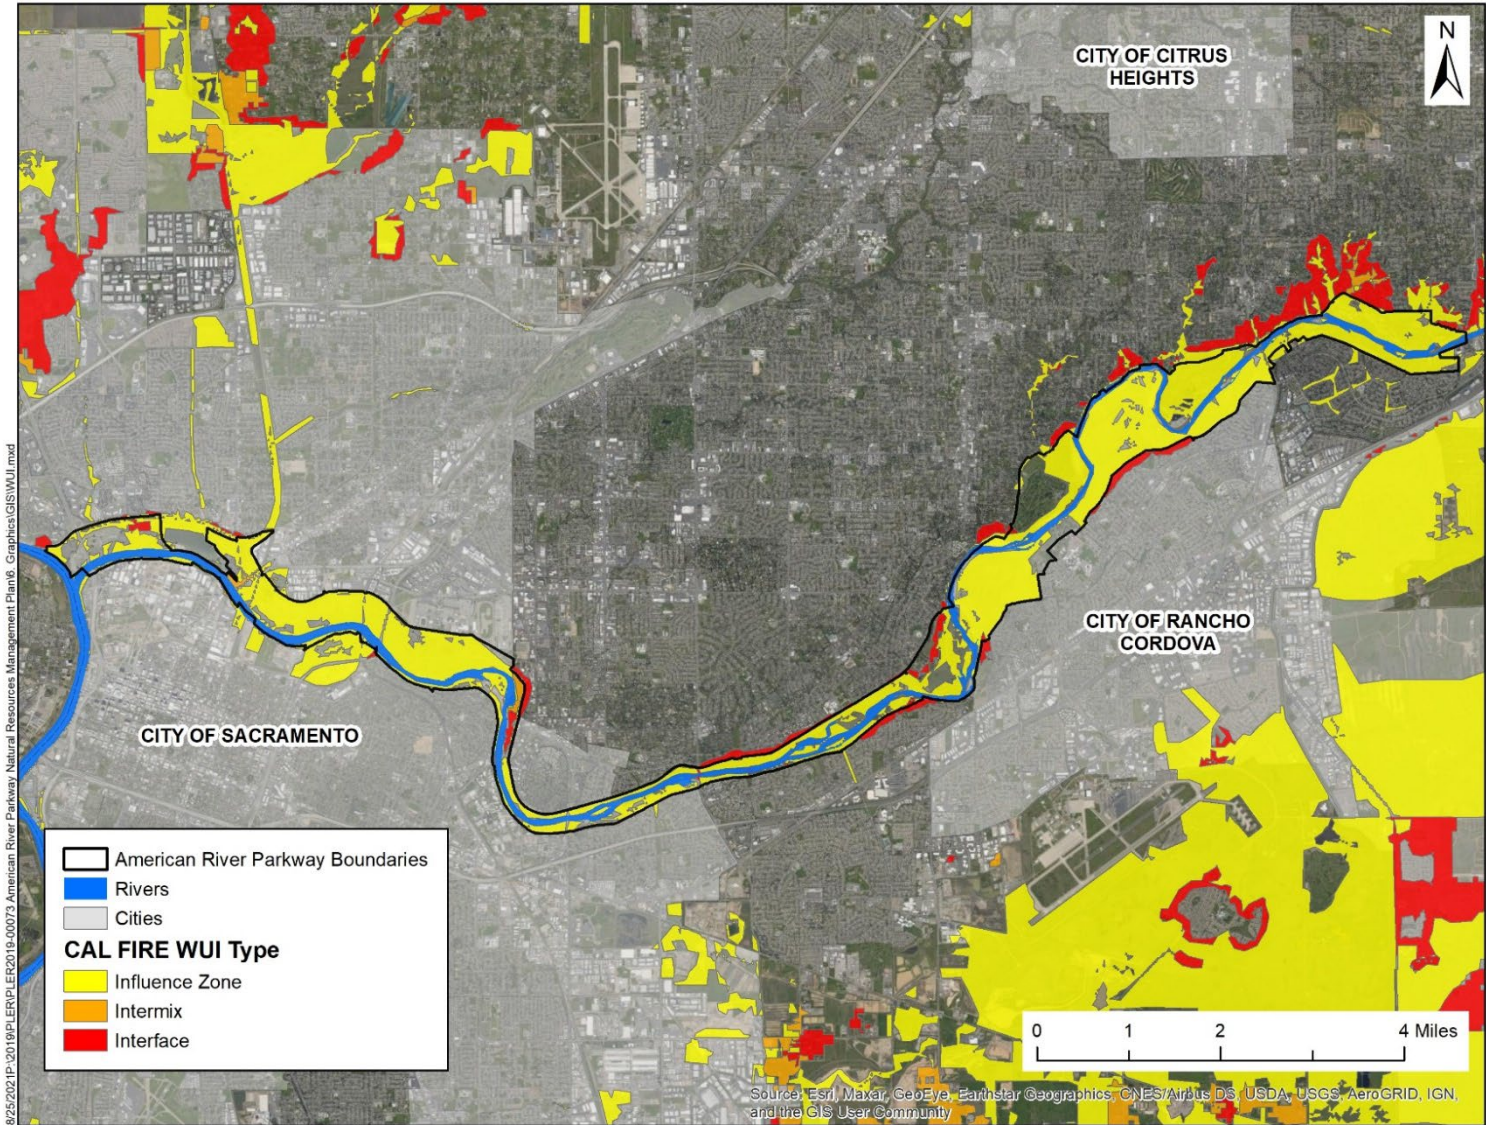 CITY OF CITRUS
HEIGHTS
N
CITY OF RANCHO
CORDOVA
CITY OF SACRAMENTO
American River Parkway Boundaries
Rivers
Cities
CAL FIRE WUI Type
Influence Zone
Intermix
Interface
0 1 2 4 Miles
Source: Esri, Maxar, GeoEye, Earthstar Geographics, CNES/Airbus DS, USDA, USGS, AeroGRID, IGN,
and the GIS User Community
8/25/2021P:\2019\PLER\PLER2019-00073 American River Parkway Natural Resources Management Plan\6. Graphics\GIS\WUI.mxd